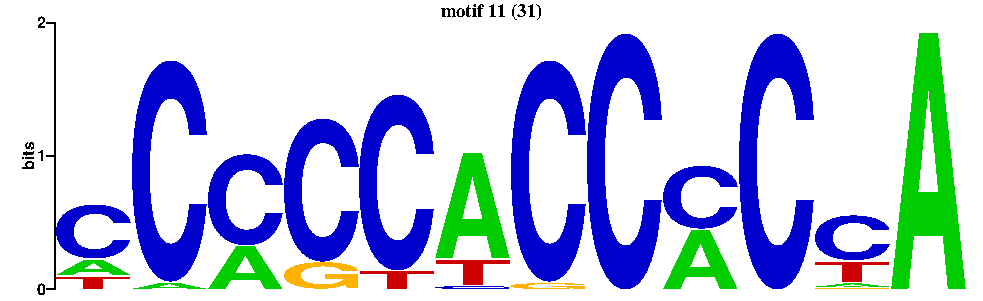 motif 11 (31)
2
1
0
bits
C C C C C A C C C C C A
A A A G T T G A T
T C A
G